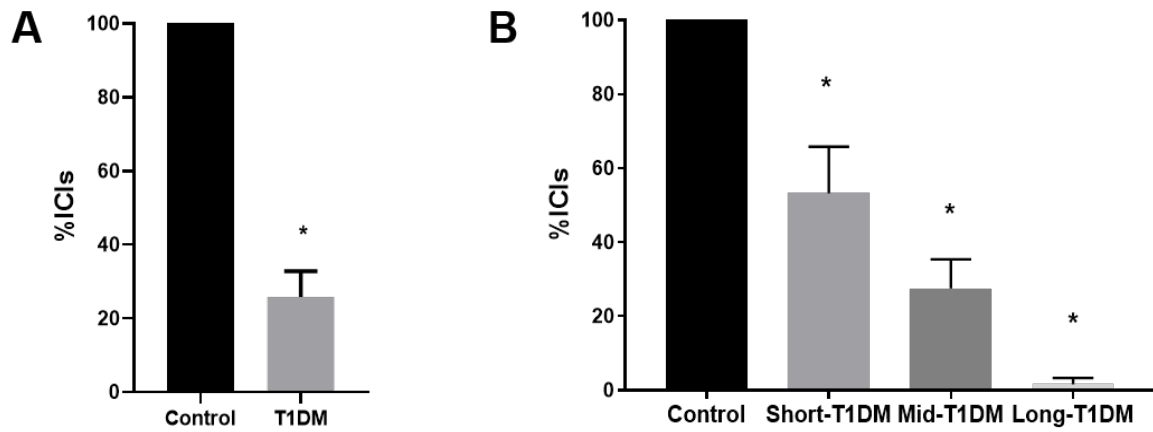 A
%ICIs
100
80
60
40
20
0
*
Control
T1DM
B
%ICIs
100
80
60
40
20
0
*
*
*
Control
Short-T1DM
Mid-T1DM
Long-T1DM